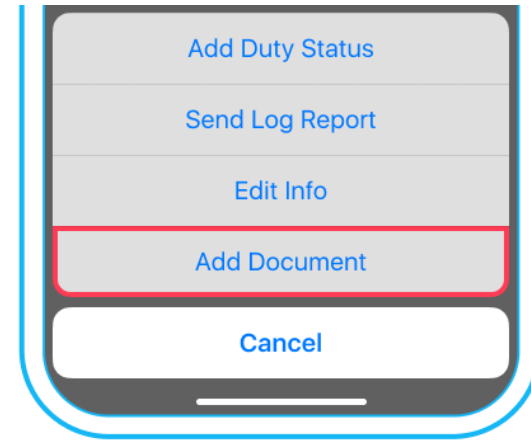 Add Duty Status
Send Log Report
Edit Info
Add Document
Cancel